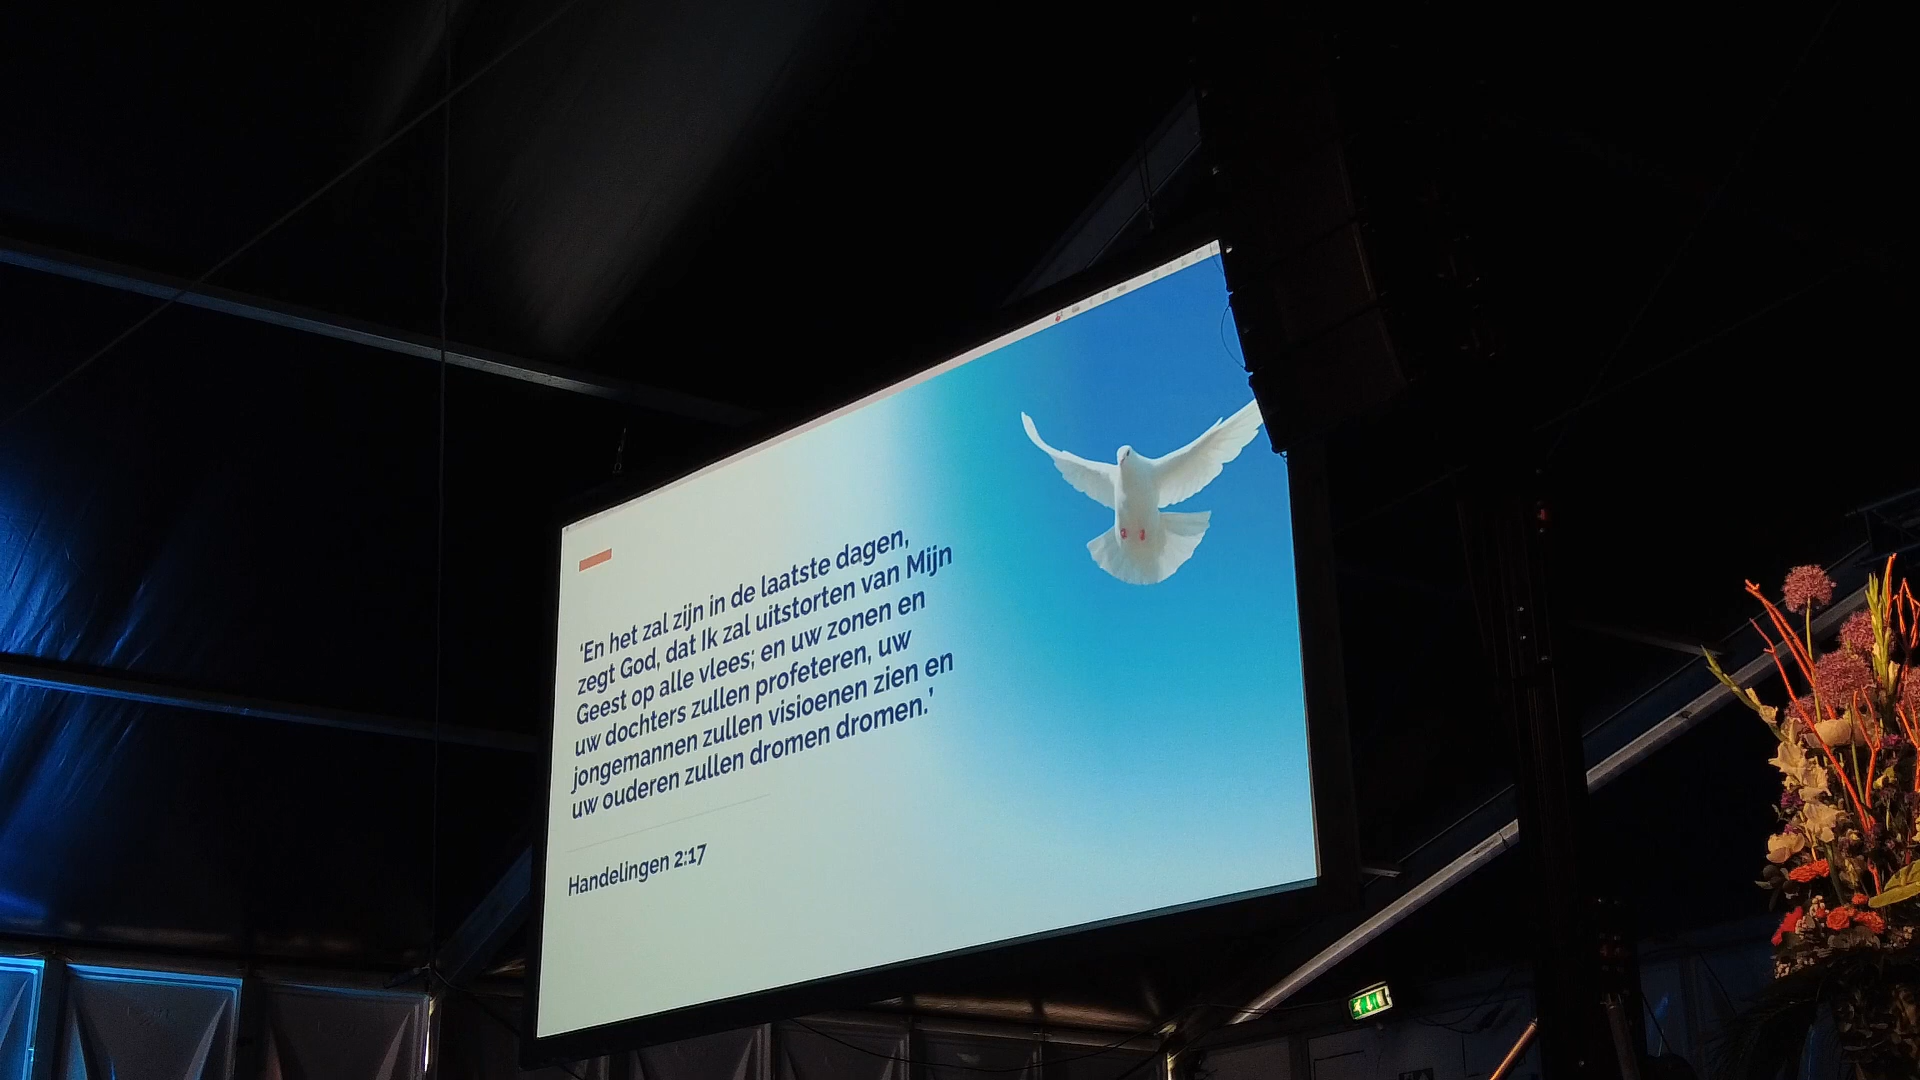 ‘En het zal zijn in de laatste dagen,
zegt God, dat Ik zal uitstorten van Mijn
Geest op alle vlees; en uw zonen en
uw dochters zullen profeteren, uw
jongemannen zullen visioenen zien en
uw ouderen zullen dromen dromen.’
Handelingen 2:17